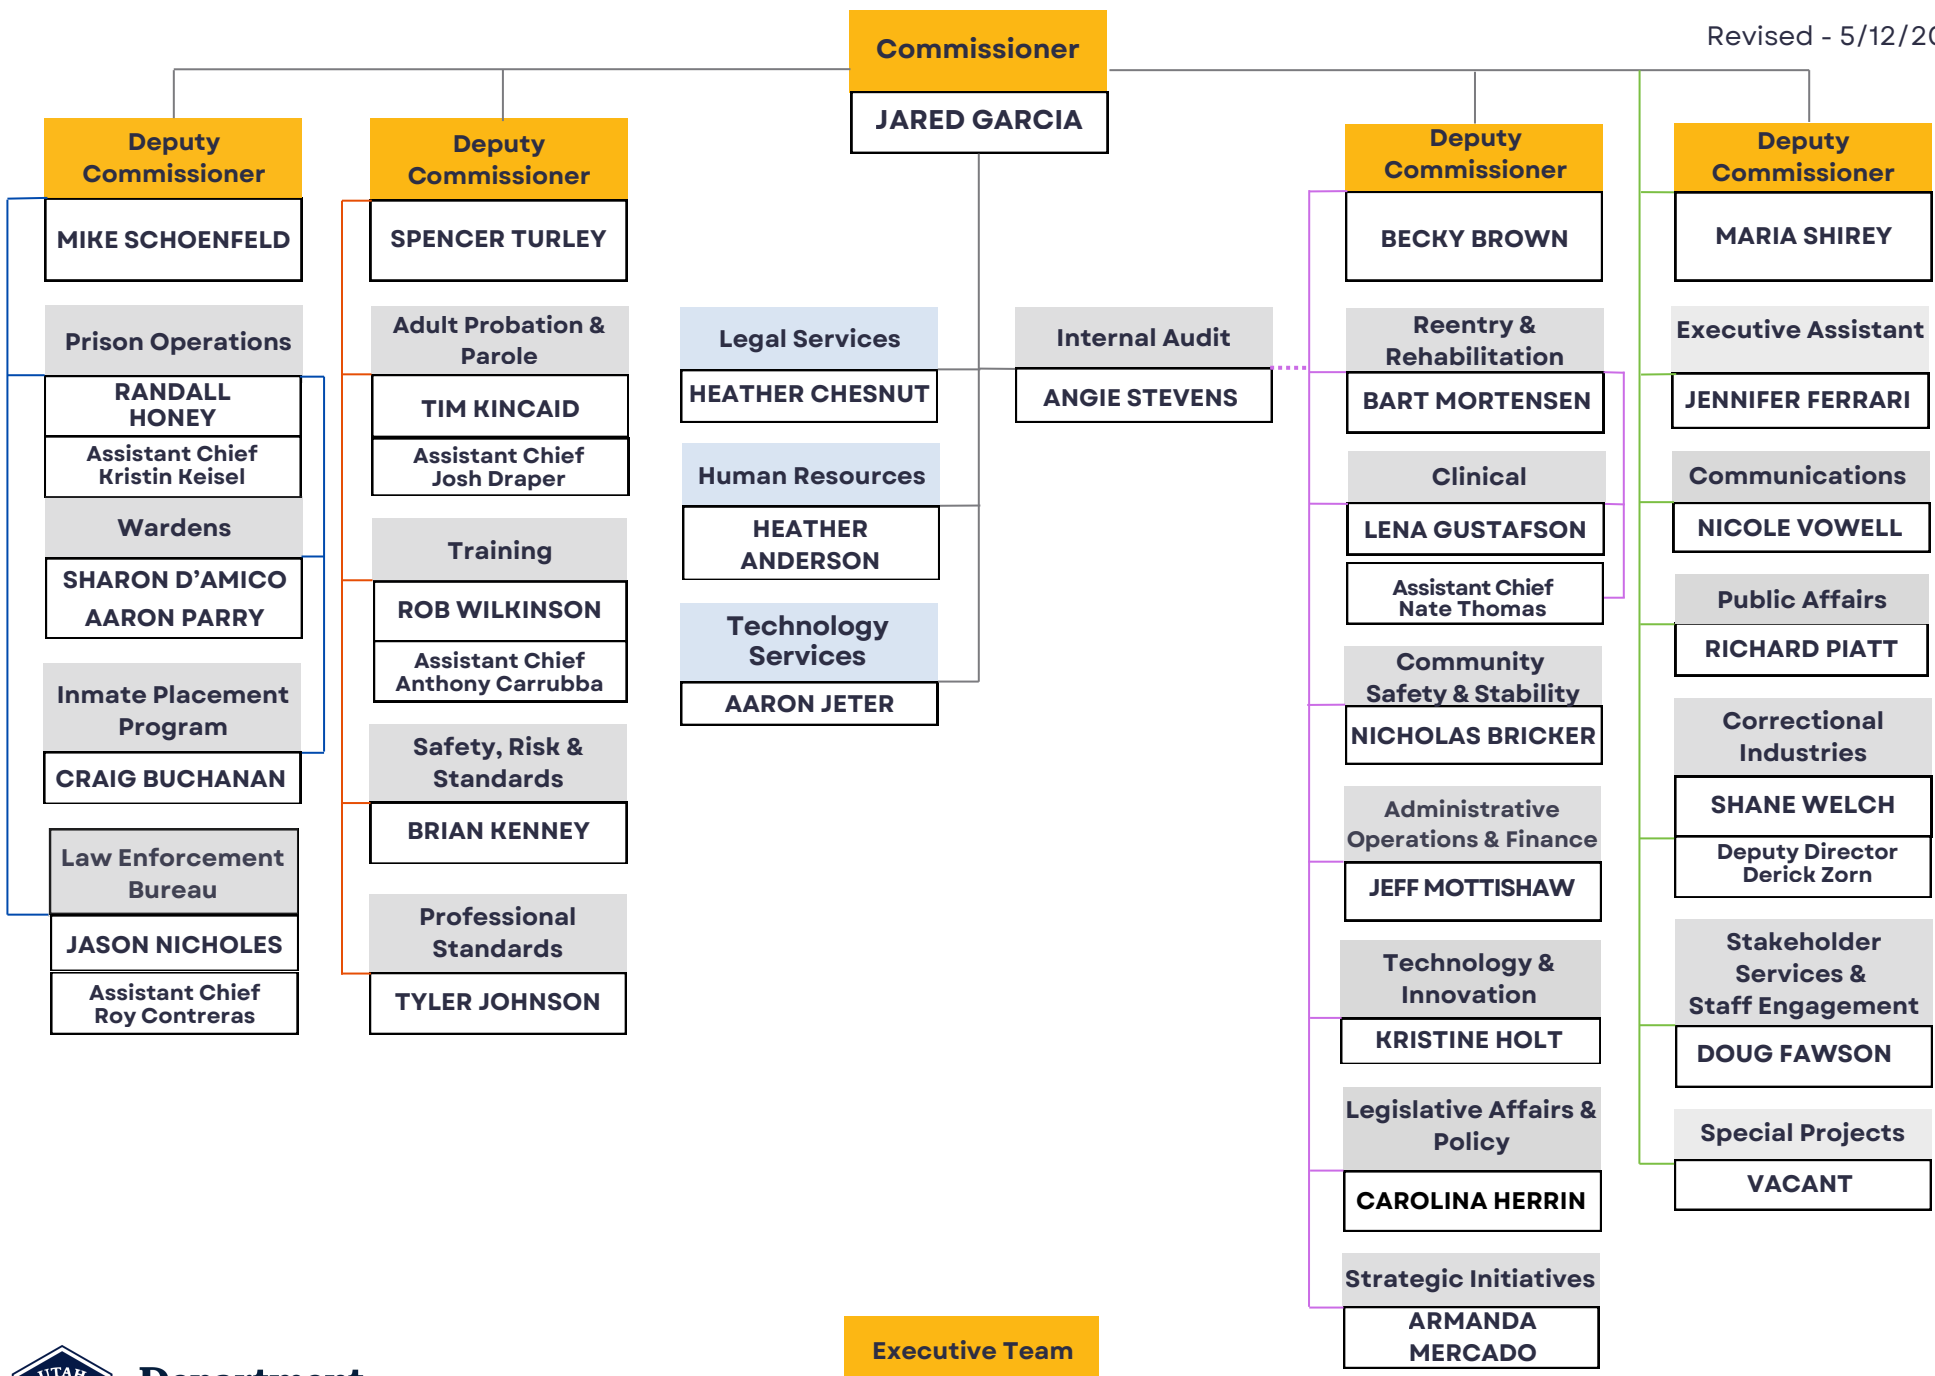 Commissioner
JARED GARCIA
Revised - 5/12/20
Deputy
Commissioner
MIKE SCHOENFELD
Prison Operations
RANDALL
HONEY
Assistant Chief
Kristin Keisel
Wardens
SHARON D’AMICO
AARON PARRY
Inmate Placement
Program
CRAIG BUCHANAN
Law Enforcement
Bureau
JASON NICHOLES
Assistant Chief
Roy Contreras
Deputy
Commissioner
SPENCER TURLEY
Adult Probation &
Parole
TIM KINCAID
Assistant Chief
Josh Draper
Training
ROB WILKINSON
Assistant Chief
Anthony Carrubba
Safety, Risk &
Standards
BRIAN KENNEY
Professional
Standards
TYLER JOHNSON
Legal Services
HEATHER CHESNUT
Human Resources
HEATHER
ANDERSON
Technology
Services
AARON JETER
Internal Audit
ANGIE STEVENS
Deputy
Commissioner
BECKY BROWN
Reentry &
Rehabilitation
BART MORTENSEN
Clinical
LENA GUSTAFSON
Assistant Chief
Nate Thomas
Community
Safety & Stability
NICHOLAS BRICKER
Administrative
Operations & Finance
JEFF MOTTISHAW
Technology &
Innovation
KRISTINE HOLT
Legislative Affairs &
Policy
CAROLINA HERRIN
Strategic Initiatives
ARMANDA
MERCADO
Deputy
Commissioner
MARIA SHIREY
Executive Assistant
JENNIFER FERRARI
Communications
NICOLE VOWELL
Public Affairs
RICHARD PIATT
Correctional
Industries
SHANE WELCH
Deputy Director
Derick Zorn
Stakeholder
Services &
Staff Engagement
DOUG FAWSON
Special Projects
VACANT
Executive Team
UTAH
Department